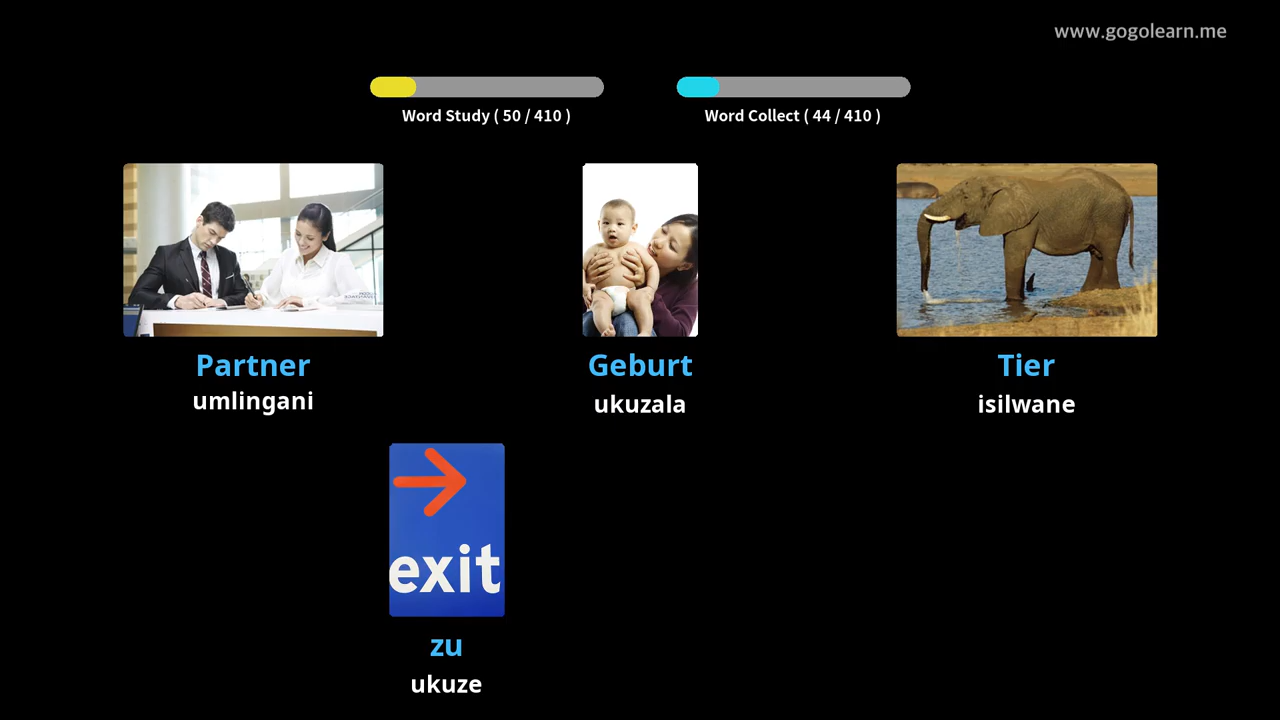 www.gogolearn.me
Word Study ( 50 / 410 )
Word Collect ( 44 / 410 )
Partner
umlingani
Geburt
ukuzala
Tier
isilwane
exit
zu
ukuze